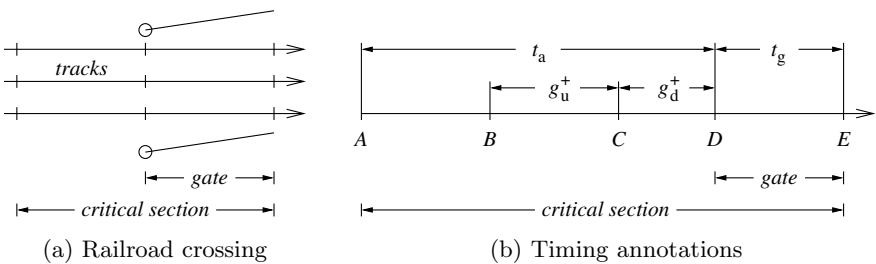 tracks
gate
critical section
(a) Railroad crossing
t_a t_g
g_u^+ g_d^+
A B C D E
gate
critical section
(b) Timing annotations